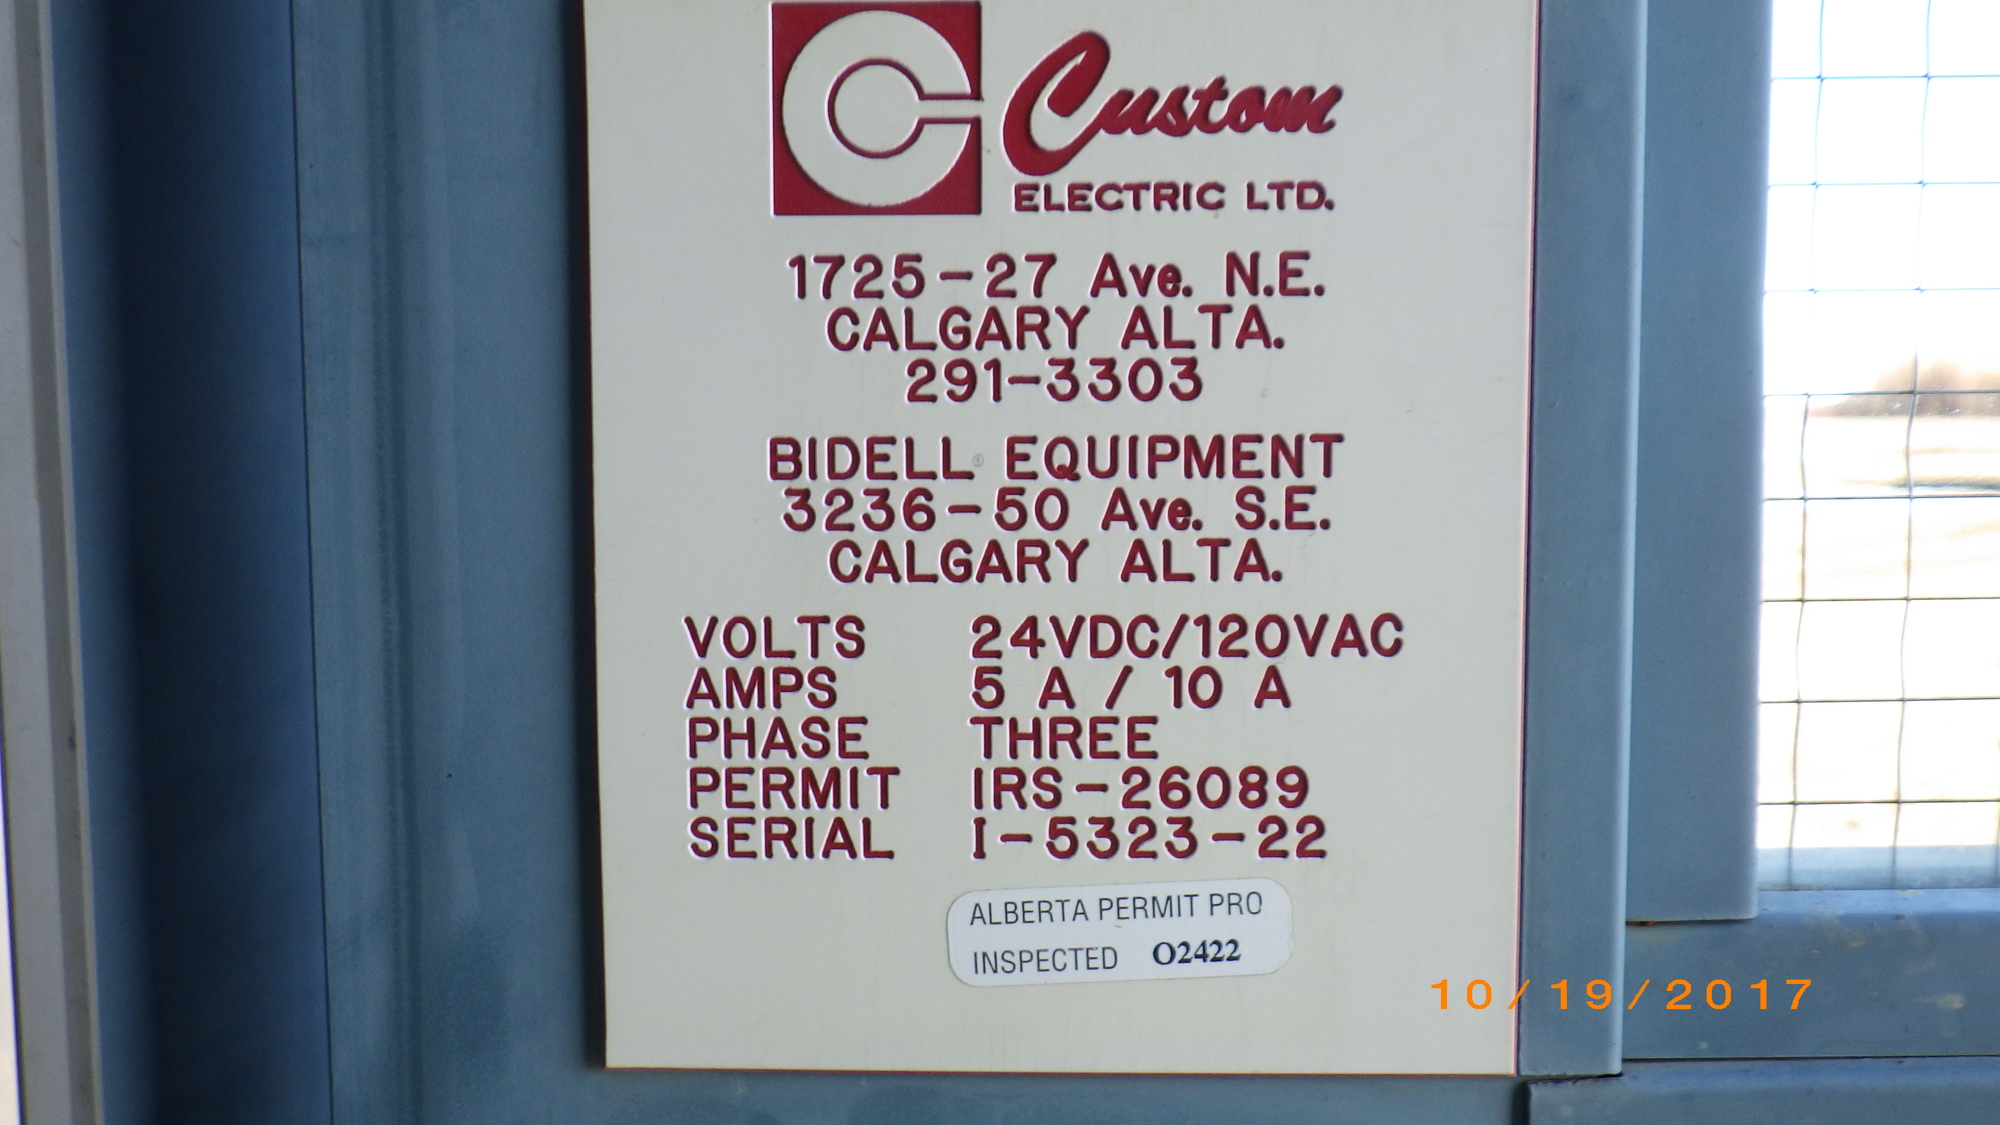 C Custom
ELECTRIC LTD.
1725-27 Ave. N.E.
CALGARY ALTA.
291-3303
BIDELL EQUIPMENT
3236-50 Ave. S.E.
CALGARY ALTA.
VOLTS 24VDC/120VAC
AMPS 5 A / 10 A
PHASE THREE
PERMIT IRS-26089
SERIAL I-5323-22
ALBERTA PERMIT PRO
INSPECTED O2422
10/19/2017